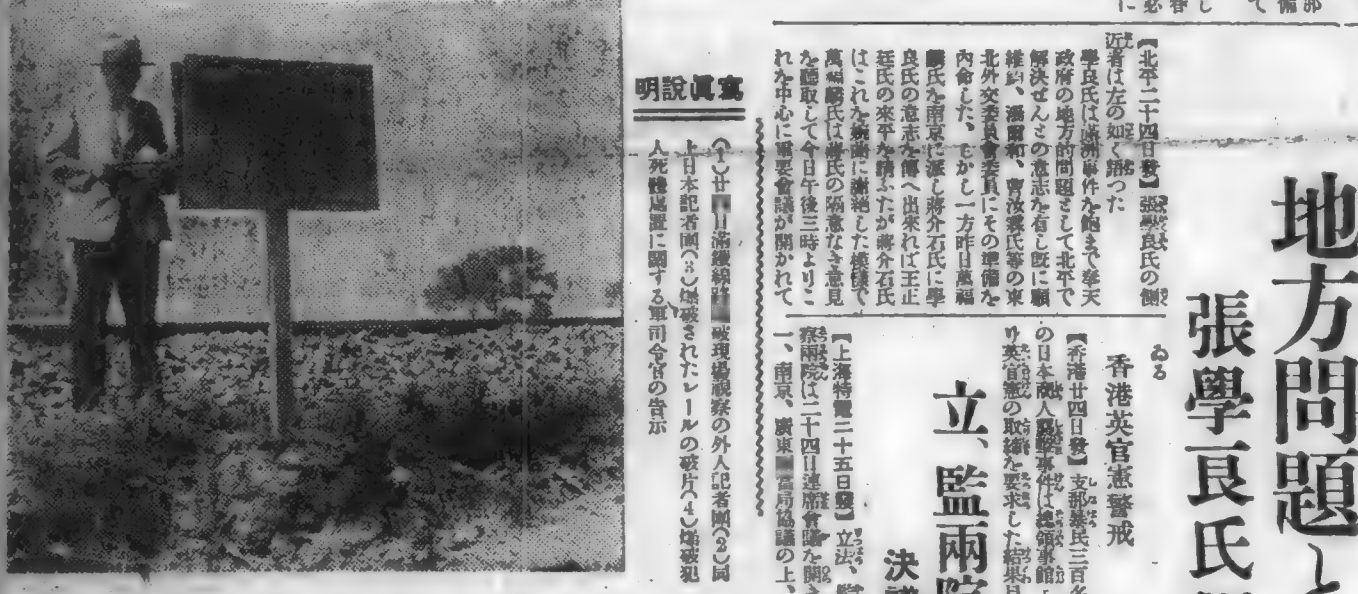 地方問題と
張學良氏
【北平二十四日發】張學良氏の側
近者は左の如く語つた
學良氏は滿洲事件を飽まで奉天
政府の地方的問題として北平で
解決せんとの意志を有し既に顧
維鈞、湯爾和、曹汝霖氏等の東
北外交委員會委員にその準備を
內命した、しかし一方昨日萬福
麟氏を南京に派し蔣介石氏に學
良氏の意志を傳へ出來れば王正
廷氏の來平を請ふたが蔣介石氏
はこれを婉曲に謝絕した模樣で
萬福麟氏は蔣氏の隔意なき意見
を聽取して今日午後三時よりこ
れを中心に重要會議が開かれて
ゐる
香港英官憲警戒
【香港廿四日發】支那暴民三百名
の日本商人襲擊事件は領事館
り英官憲の取締を要求した結果
立、監兩院
決議
【上海特電二十五日發】立法、監
察兩院は二十四日連席會議を開き
一、南京、廣東當局協議の上、
寫眞說明
(1)廿 日滿鐵線路 破現場視察の外人記者團(2)同
上日本記者團(3)爆破されたレールの破片(4)爆破犯
人死體處置に關する軍司令官の告示